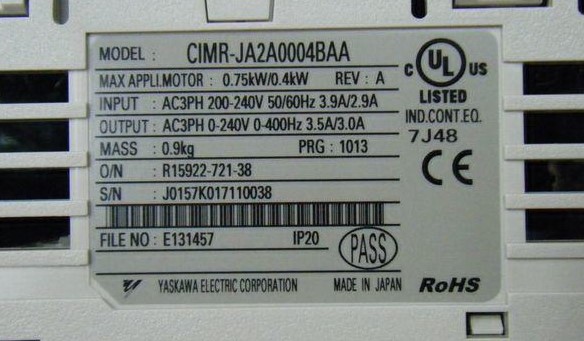 MODEL : CIMR-JA2A0004BAA
MAX APPLI.MOTOR : 0.75kW/0.4kW REV : A
INPUT : AC3PH 200-240V 50/60Hz 3.9A/2.9A
OUTPUT : AC3PH 0-240V 0-400Hz 3.5A/3.0A
MASS : 0.9kg PRG : 1013
O/N : R15922-721-38
S/N : J0157K017110038
FILE NO : E131457 IP20
PASS
YASKAWA ELECTRIC CORPORATION MADE IN JAPAN
C UL US
LISTED
IND.CONT.EQ.
7J48
CE
RoHS